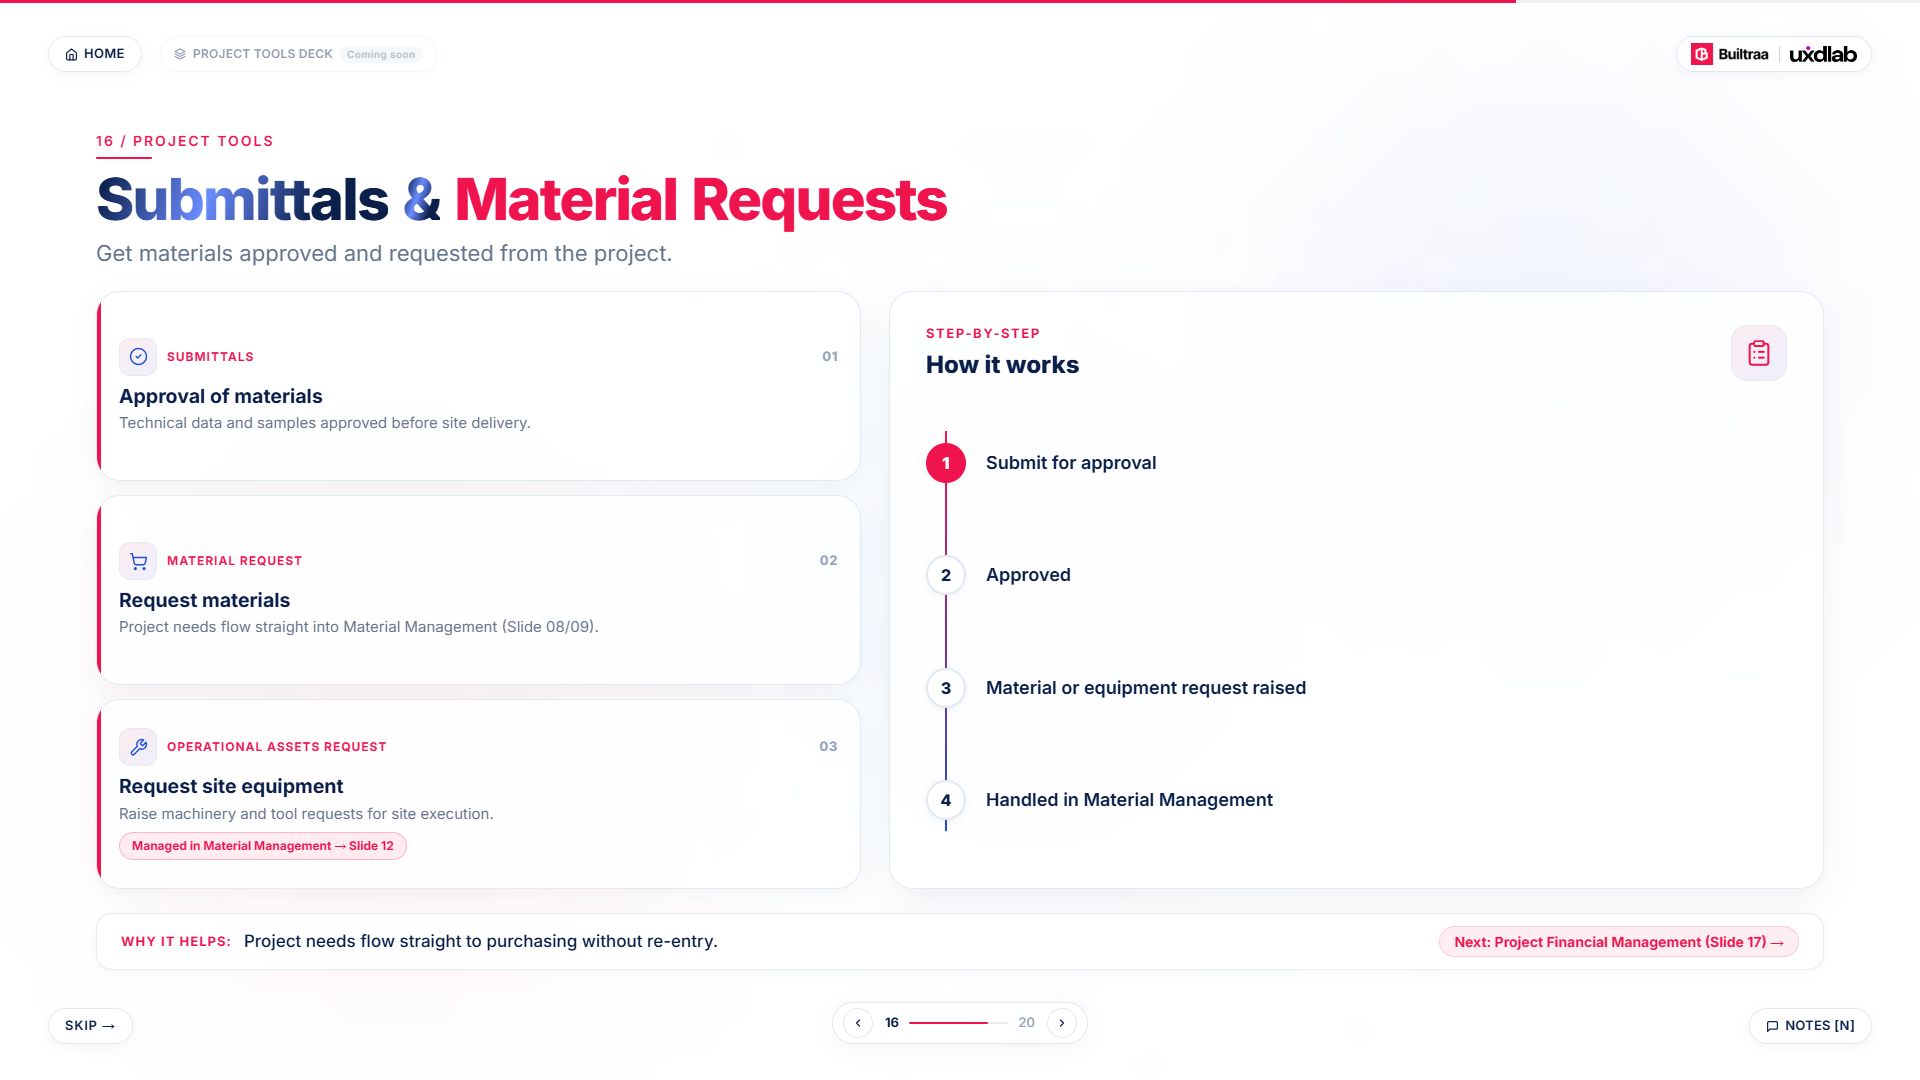 HOME
PROJECT TOOLS DECK Coming soon
Builtraa uxdlab
16 / PROJECT TOOLS
Submittals & Material Requests
Get materials approved and requested from the project.
SUBMITTALS 01
Approval of materials
Technical data and samples approved before site delivery.
MATERIAL REQUEST 02
Request materials
Project needs flow straight into Material Management (Slide 08/09).
OPERATIONAL ASSETS REQUEST 03
Request site equipment
Raise machinery and tool requests for site execution.
Managed in Material Management → Slide 12
STEP-BY-STEP
How it works
1 Submit for approval
2 Approved
3 Material or equipment request raised
4 Handled in Material Management
WHY IT HELPS: Project needs flow straight to purchasing without re-entry.
Next: Project Financial Management (Slide 17) →
SKIP →
16 20
NOTES [N]